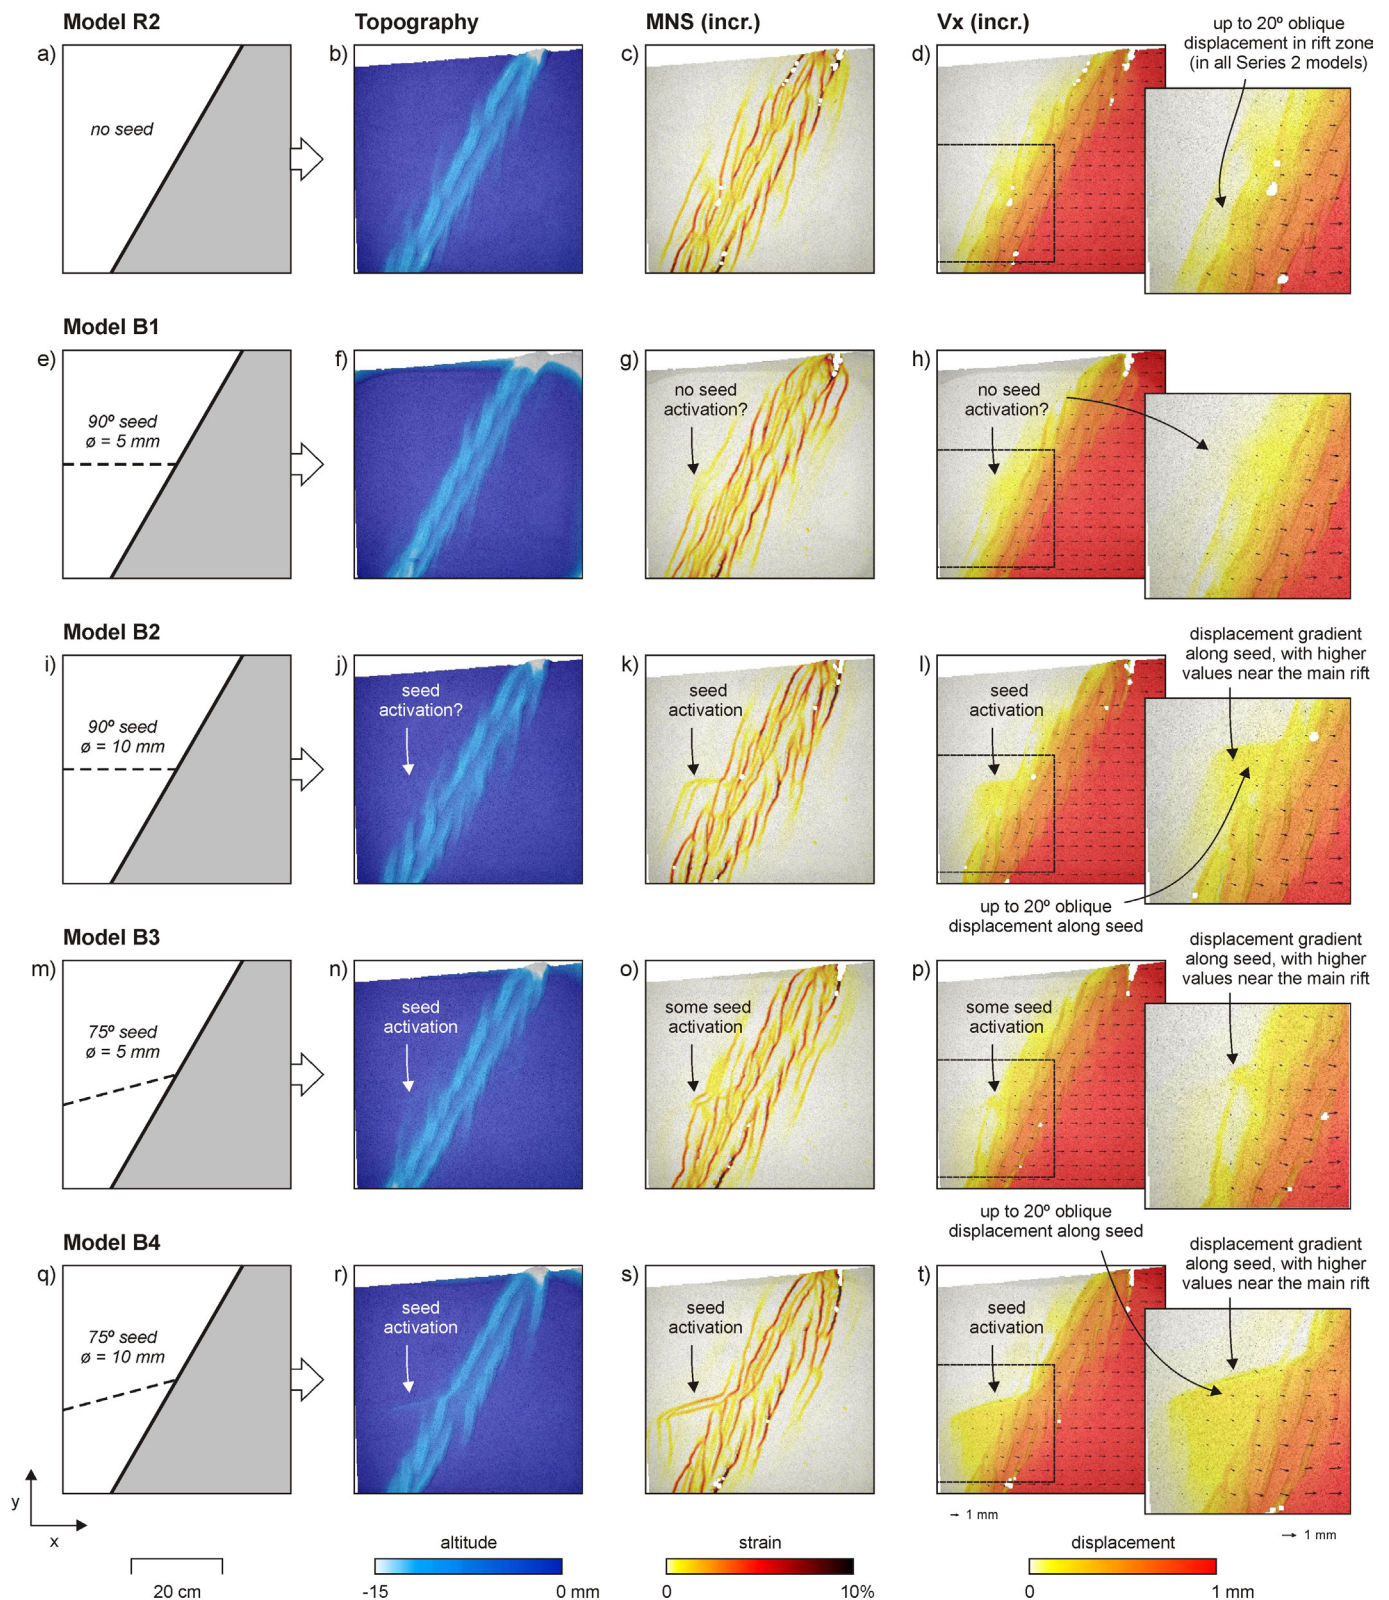 Model R2
Topography
MNS (incr.)
Vx (incr.)
up to 20º oblique
displacement in rift zone
(in all Series 2 models)
a)
no seed
b)
c)
d)
Model B1
e)
90º seed
ø = 5 mm
f)
g)
no seed
activation?
h)
no seed
activation?
Model B2
i)
90º seed
ø = 10 mm
j)
seed
activation?
k)
seed
activation
l)
seed
activation
displacement gradient
along seed, with higher
values near the main rift
up to 20º oblique
displacement along seed
Model B3
m)
75º seed
ø = 5 mm
n)
seed
activation
o)
some seed
activation
p)
some seed
activation
displacement gradient
along seed, with higher
values near the main rift
up to 20º oblique
displacement along seed
Model B4
q)
75º seed
ø = 10 mm
r)
seed
activation
s)
seed
activation
t)
seed
activation
displacement gradient
along seed, with higher
values near the main rift
y
x
1 mm
1 mm
20 cm
altitude
-15
0 mm
strain
0
10%
displacement
0
1 mm